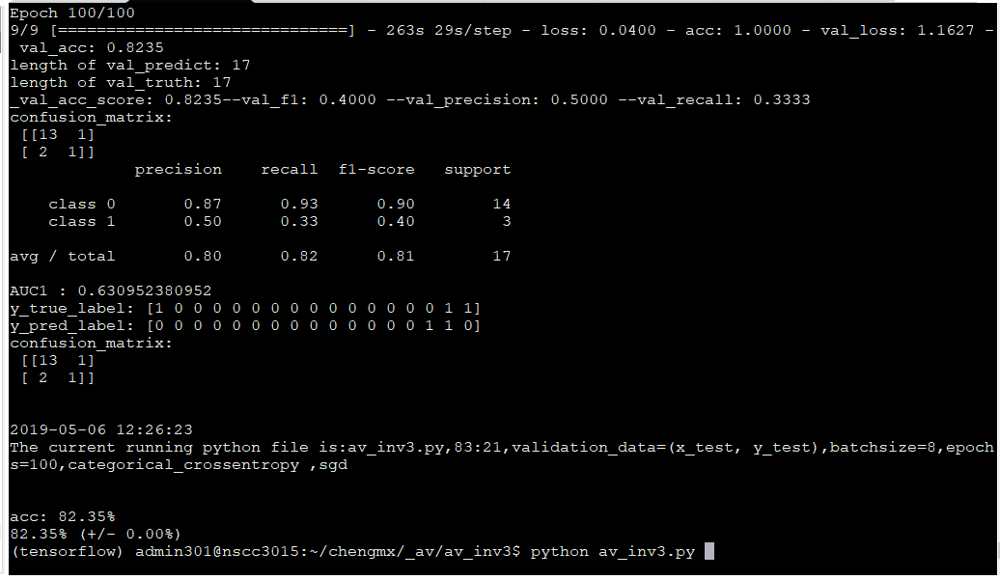 Epoch 100/100
9/9 [==============================] - 263s 29s/step - loss: 0.0400 - acc: 1.0000 - val_loss: 1.1627 -
 val_acc: 0.8235
length of val_predict: 17
length of val_truth: 17
_val_acc_score: 0.8235--val_f1: 0.4000 --val_precision: 0.5000 --val_recall: 0.3333
confusion_matrix:
 [[13  1]
 [ 2  1]]
             precision    recall  f1-score   support
    class 0       0.87      0.93      0.90        14
    class 1       0.50      0.33      0.40         3
avg / total       0.80      0.82      0.81        17
AUC1 : 0.630952380952
y_true_label: [1 0 0 0 0 0 0 0 0 0 0 0 0 0 0 1 1]
y_pred_label: [0 0 0 0 0 0 0 0 0 0 0 0 0 0 1 1 0]
confusion_matrix:
 [[13  1]
 [ 2  1]]
2019-05-06 12:26:23
The current running python file is:av_inv3.py,83:21,validation_data=(x_test, y_test),batchsize=8,epoch
s=100,categorical_crossentropy ,sgd
acc: 82.35%
82.35% (+/- 0.00%)
(tensorflow) admin301@nscc3015:~/chengmx/_av/av_inv3$ python av_inv3.py